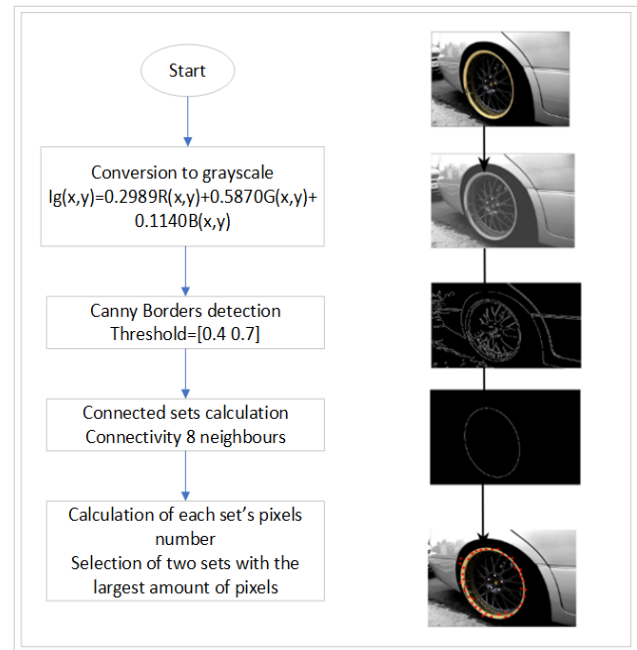 Start
Conversion to grayscale
Ig(x,y)=0.2989R(x,y)+0.5870G(x,y)+
0.1140B(x,y)
Canny Borders detection
Threshold=[0.4 0.7]
Connected sets calculation
Connectivity 8 neighbours
Calculation of each set's pixels
number
Selection of two sets with the
largest amount of pixels